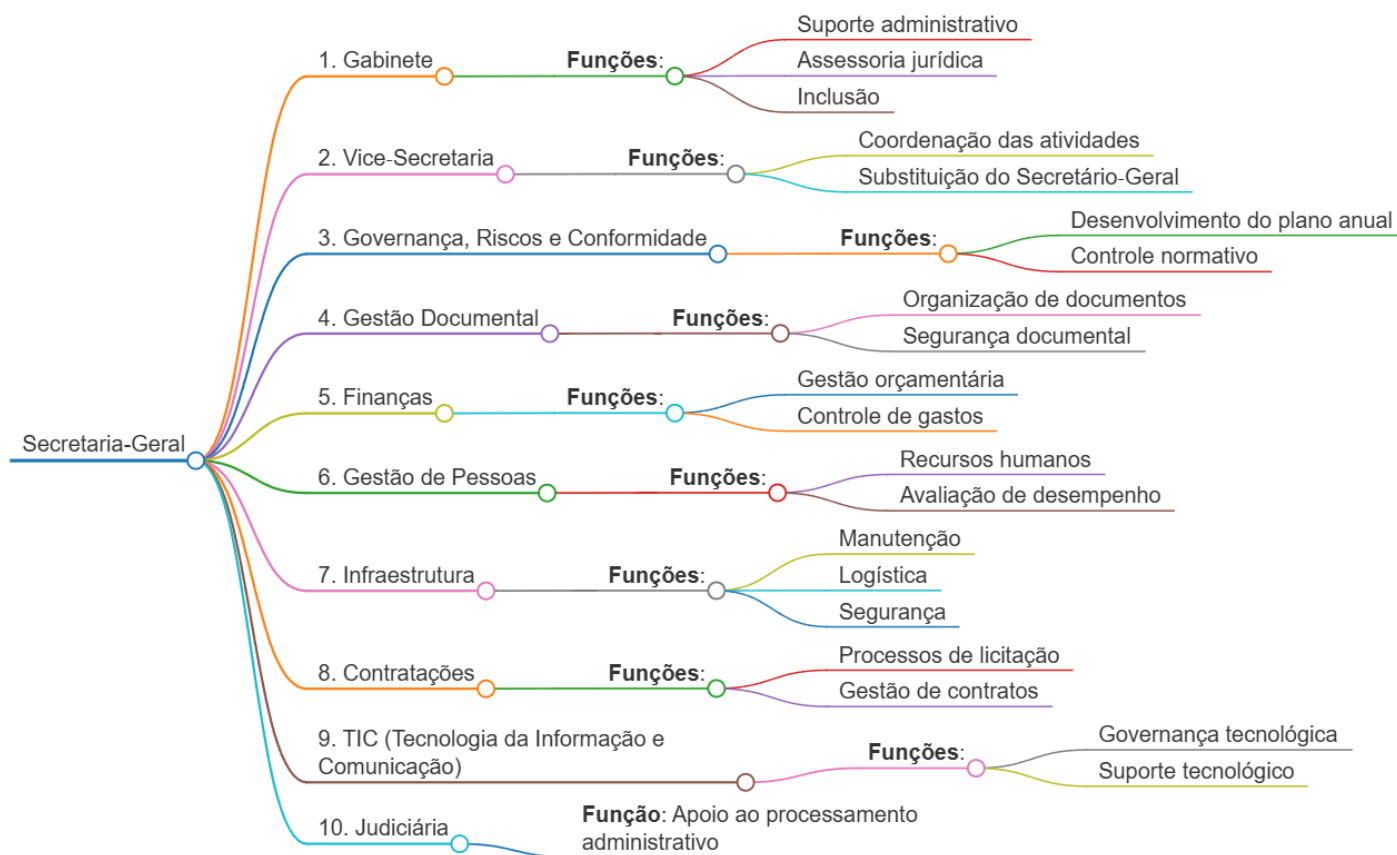 Secretaria-Geral
1. Gabinete
Funções:
Suporte administrativo
Assessoria jurídica
Inclusão
2. Vice-Secretaria
Funções:
Coordenação das atividades
Substituição do Secretário-Geral
3. Governança, Riscos e Conformidade
Funções:
Desenvolvimento do plano anual
Controle normativo
4. Gestão Documental
Funções:
Organização de documentos
Segurança documental
5. Finanças
Funções:
Gestão orçamentária
Controle de gastos
6. Gestão de Pessoas
Funções:
Recursos humanos
Avaliação de desempenho
7. Infraestrutura
Funções:
Manutenção
Logística
Segurança
8. Contratações
Funções:
Processos de licitação
Gestão de contratos
9. TIC (Tecnologia da Informação e
Comunicação)
Funções:
Governança tecnológica
Suporte tecnológico
10. Judiciária
Função: Apoio ao processamento
administrativo